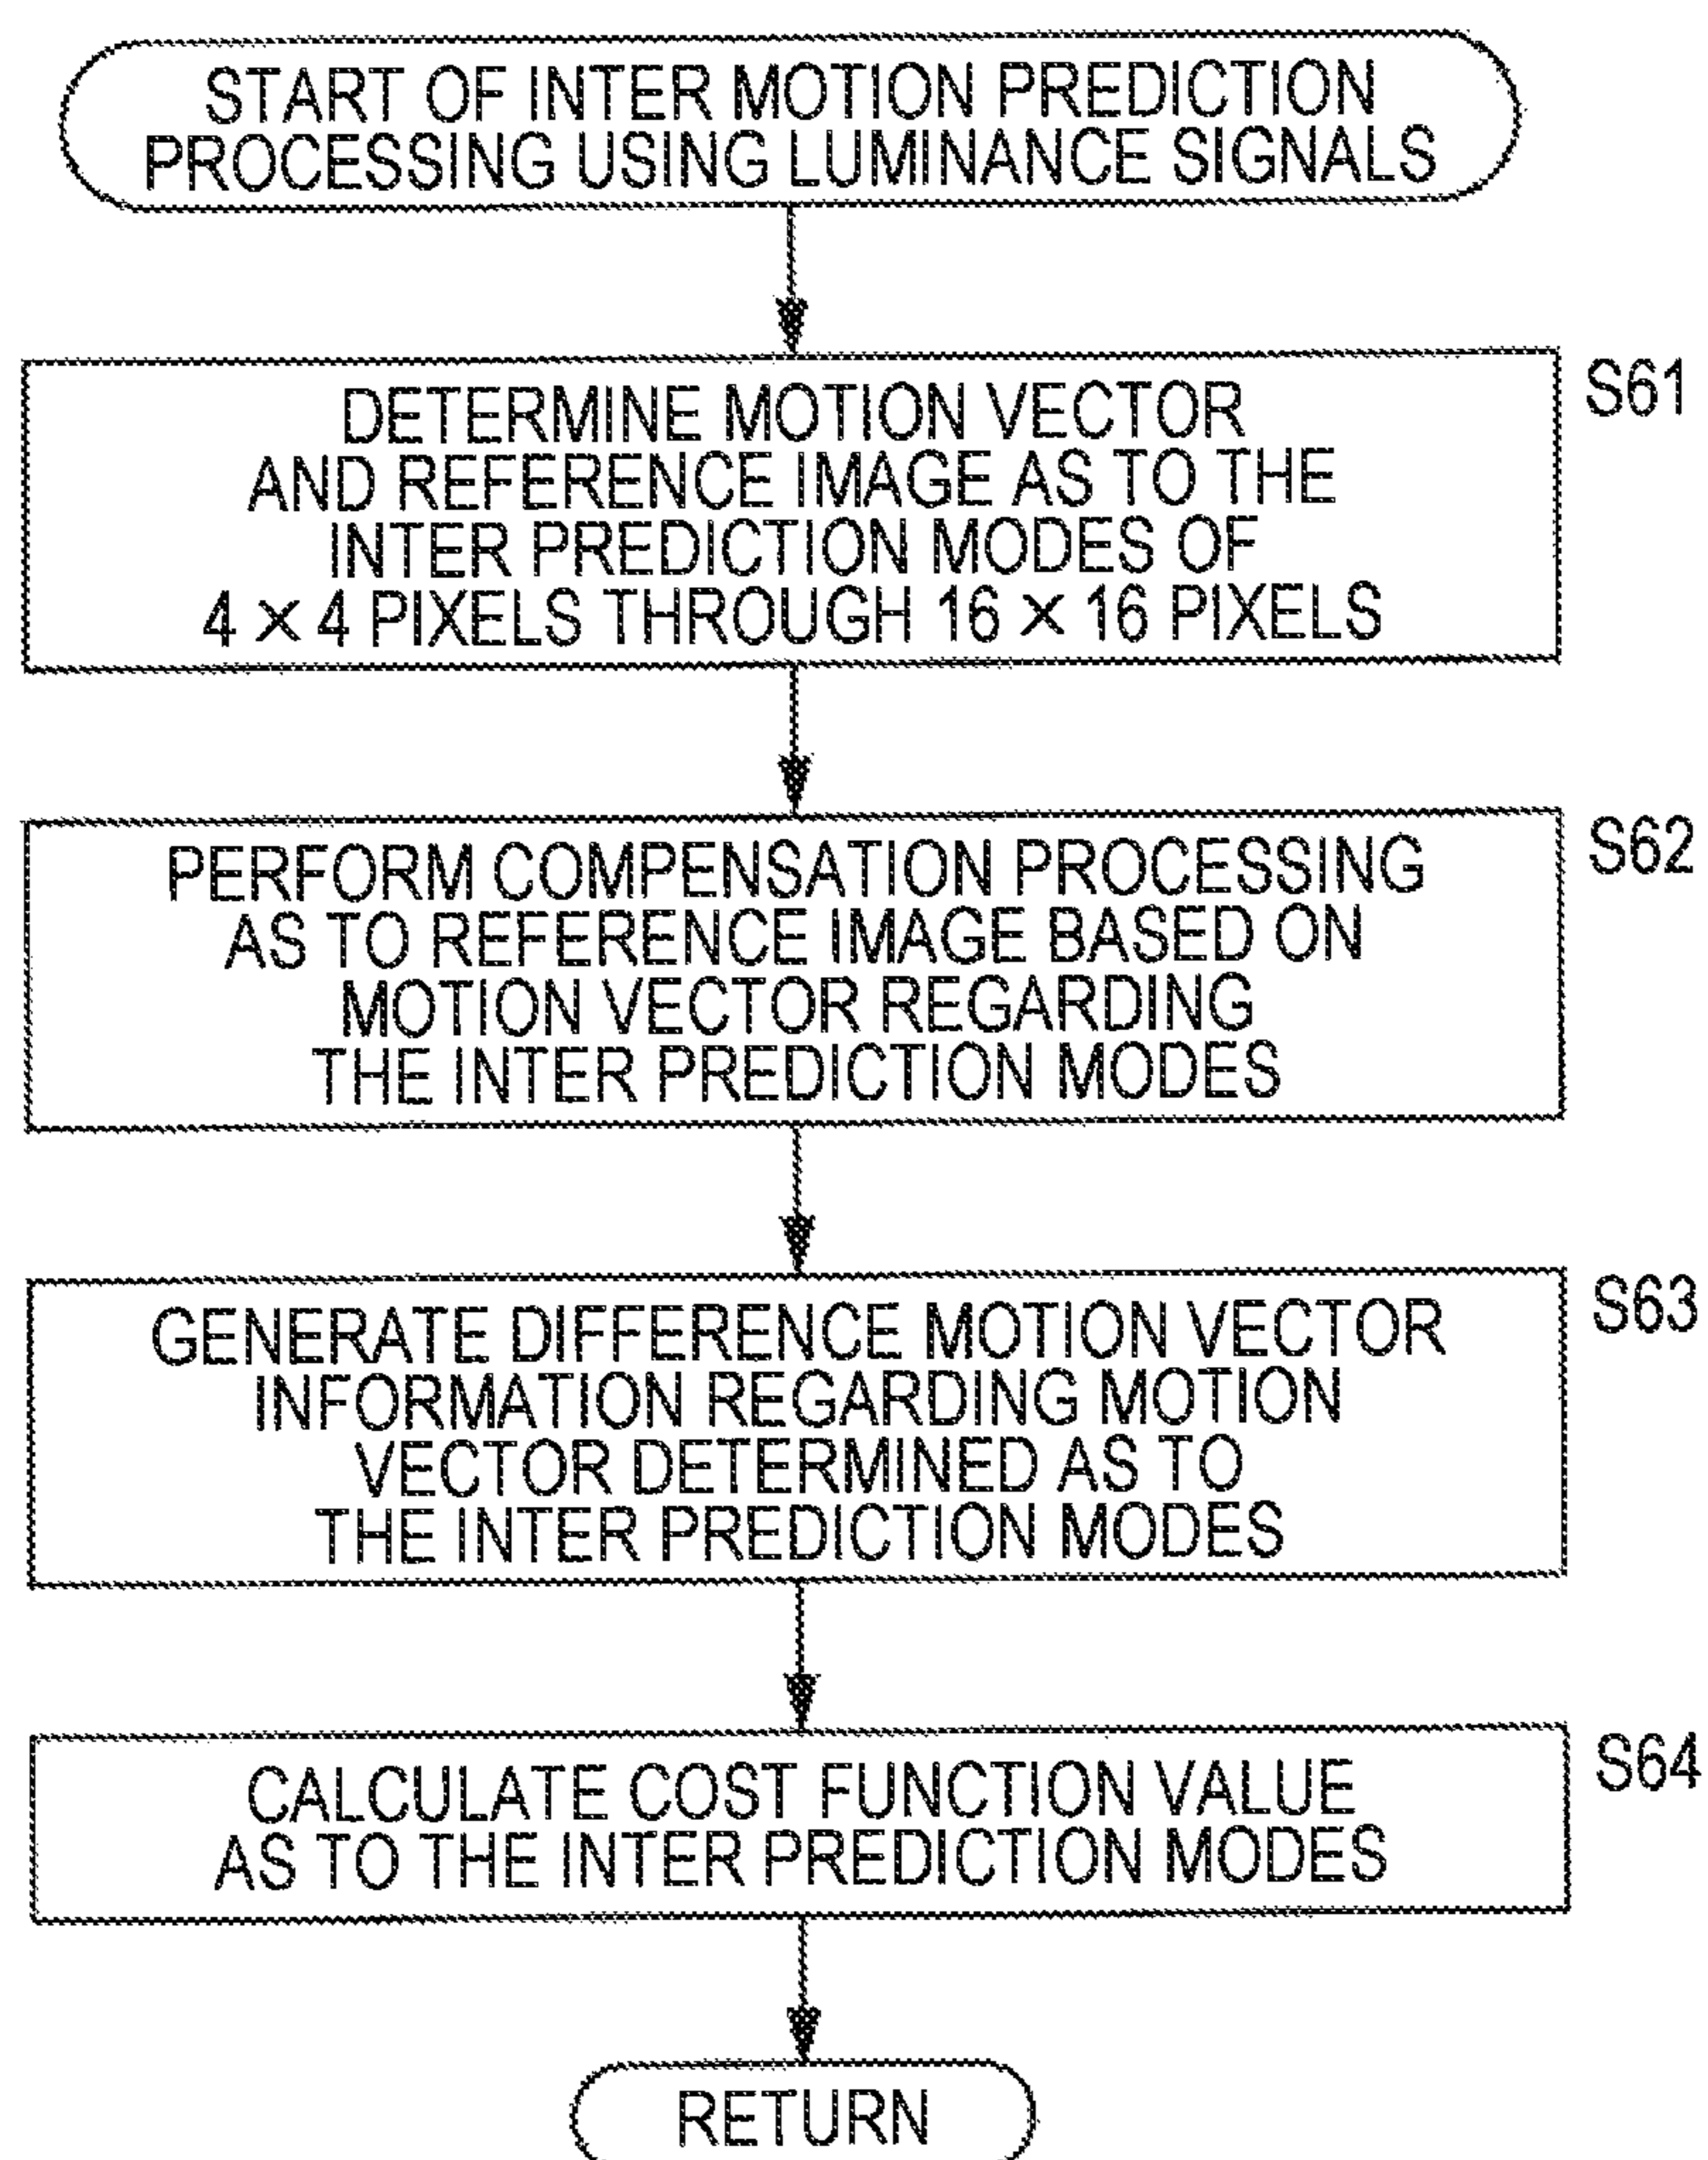 START OF INTER MOTION PREDICTION
PROCESSING USING LUMINANCE SIGNALS
DETERMINE MOTION VECTOR
AND REFERENCE IMAGE AS TO THE
INTER PREDICTION MODES OF
4 × 4 PIXELS THROUGH 16 × 16 PIXELS
S61
PERFORM COMPENSATION PROCESSING
AS TO REFERENCE IMAGE BASED ON
MOTION VECTOR REGARDING
THE INTER PREDICTION MODES
S62
GENERATE DIFFERENCE MOTION VECTOR
INFORMATION REGARDING MOTION
VECTOR DETERMINED AS TO
THE INTER PREDICTION MODES
S63
CALCULATE COST FUNCTION VALUE
AS TO THE INTER PREDICTION MODES
S64
RETURN